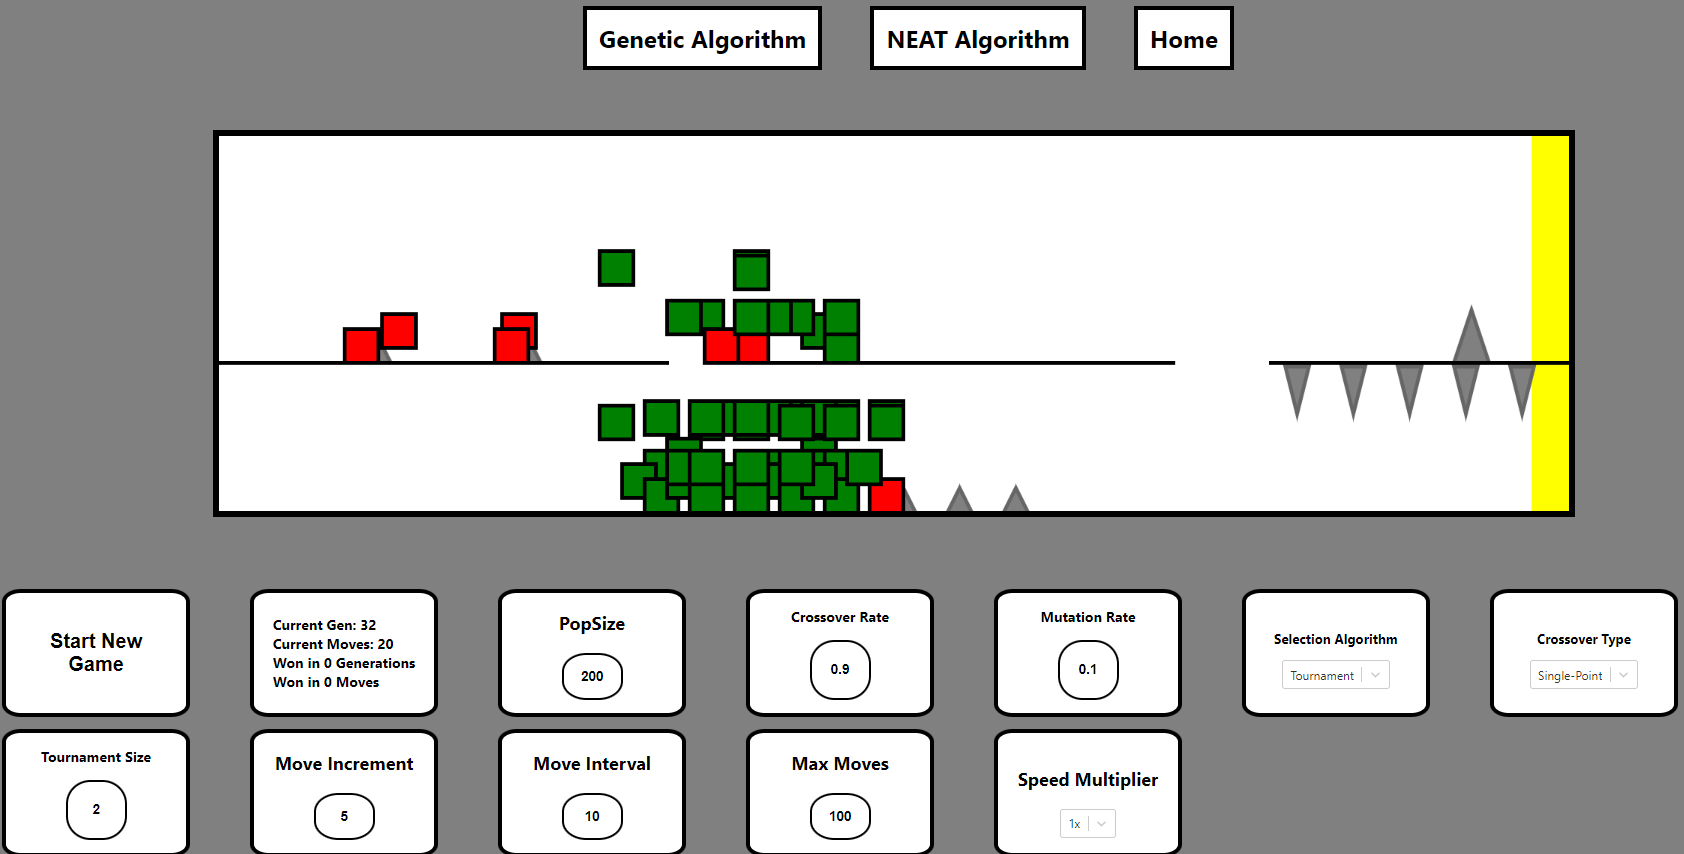 Genetic Algorithm
NEAT Algorithm
Home
Start New
Game
Current Gen: 32
Current Moves: 20
Won in 0 Generations
Won in 0 Moves
PopSize
200
Crossover Rate
0.9
Mutation Rate
0.1
Selection Algorithm
Tournament
Crossover Type
Single-Point
Tournament Size
2
Move Increment
5
Move Interval
10
Max Moves
100
Speed Multiplier
1x